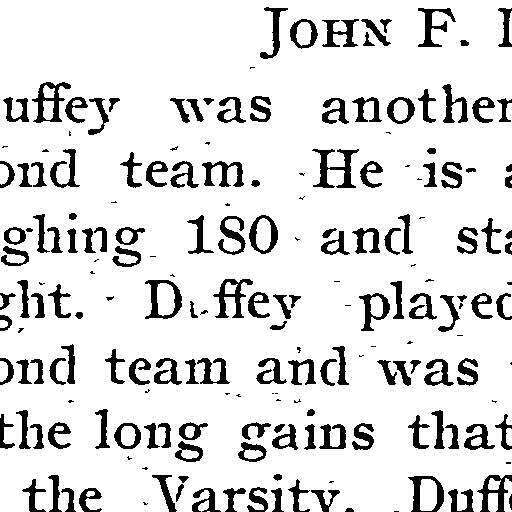 JOHN F.
uffey was another
ond team. He is a
ghing 180 and sta
ght. Duffey played
ond team and was
the long gains that
the Varsity. Duffe